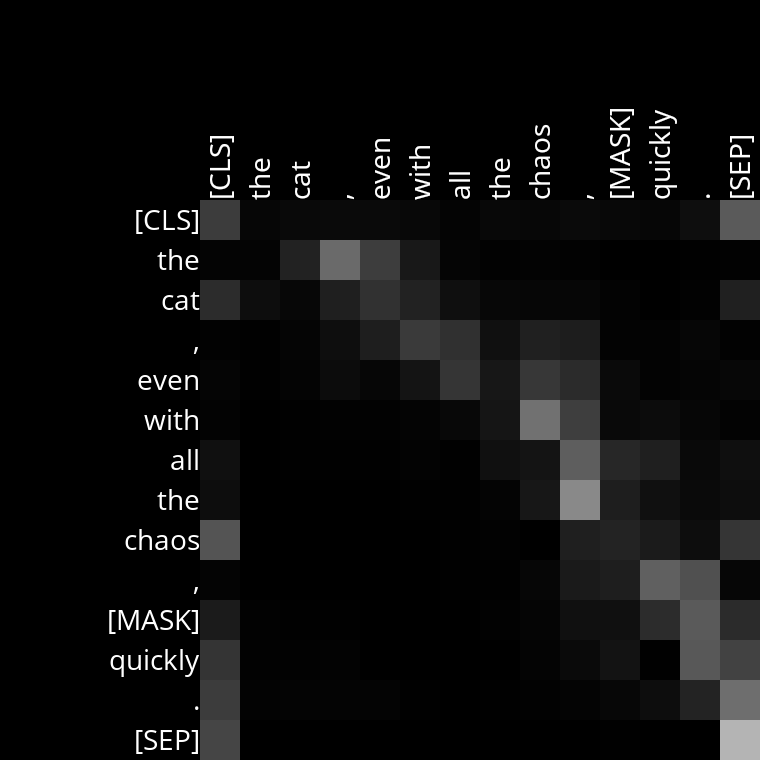 [CLS] the cat , even with all the chaos , [MASK] quickly . [SEP]
[CLS]
the
cat
,
even
with
all
the
chaos
,
[MASK]
quickly
.
[SEP]